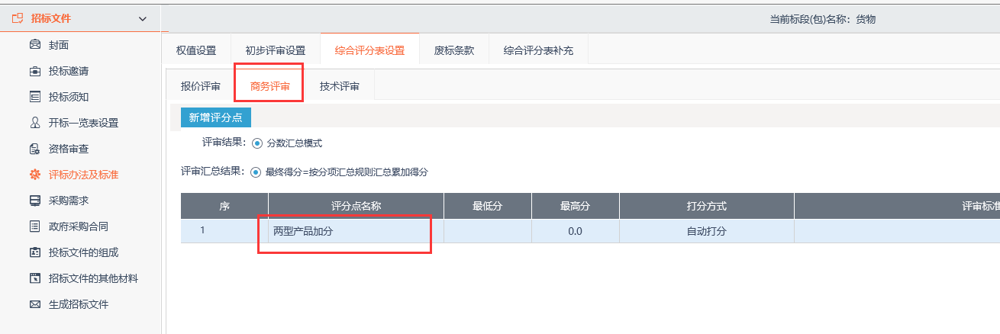 招标文件
当前标段(包)名称：货物
封面
投标邀请
投标须知
开标一览表设置
资格审查
评标办法及标准
采购需求
政府采购合同
投标文件的组成
招标文件的其他材料
生成招标文件
权值设置 初步评审设置 综合评分表设置 废标条款 综合评分表补充
报价评审 商务评审 技术评审
新增评分点
评审结果： 分数汇总模式
评审汇总结果： 最终得分=按分项汇总规则汇总累加得分
序 评分点名称 最低分 最高分 打分方式 评审标准
1 两型产品加分 0.0 自动打分